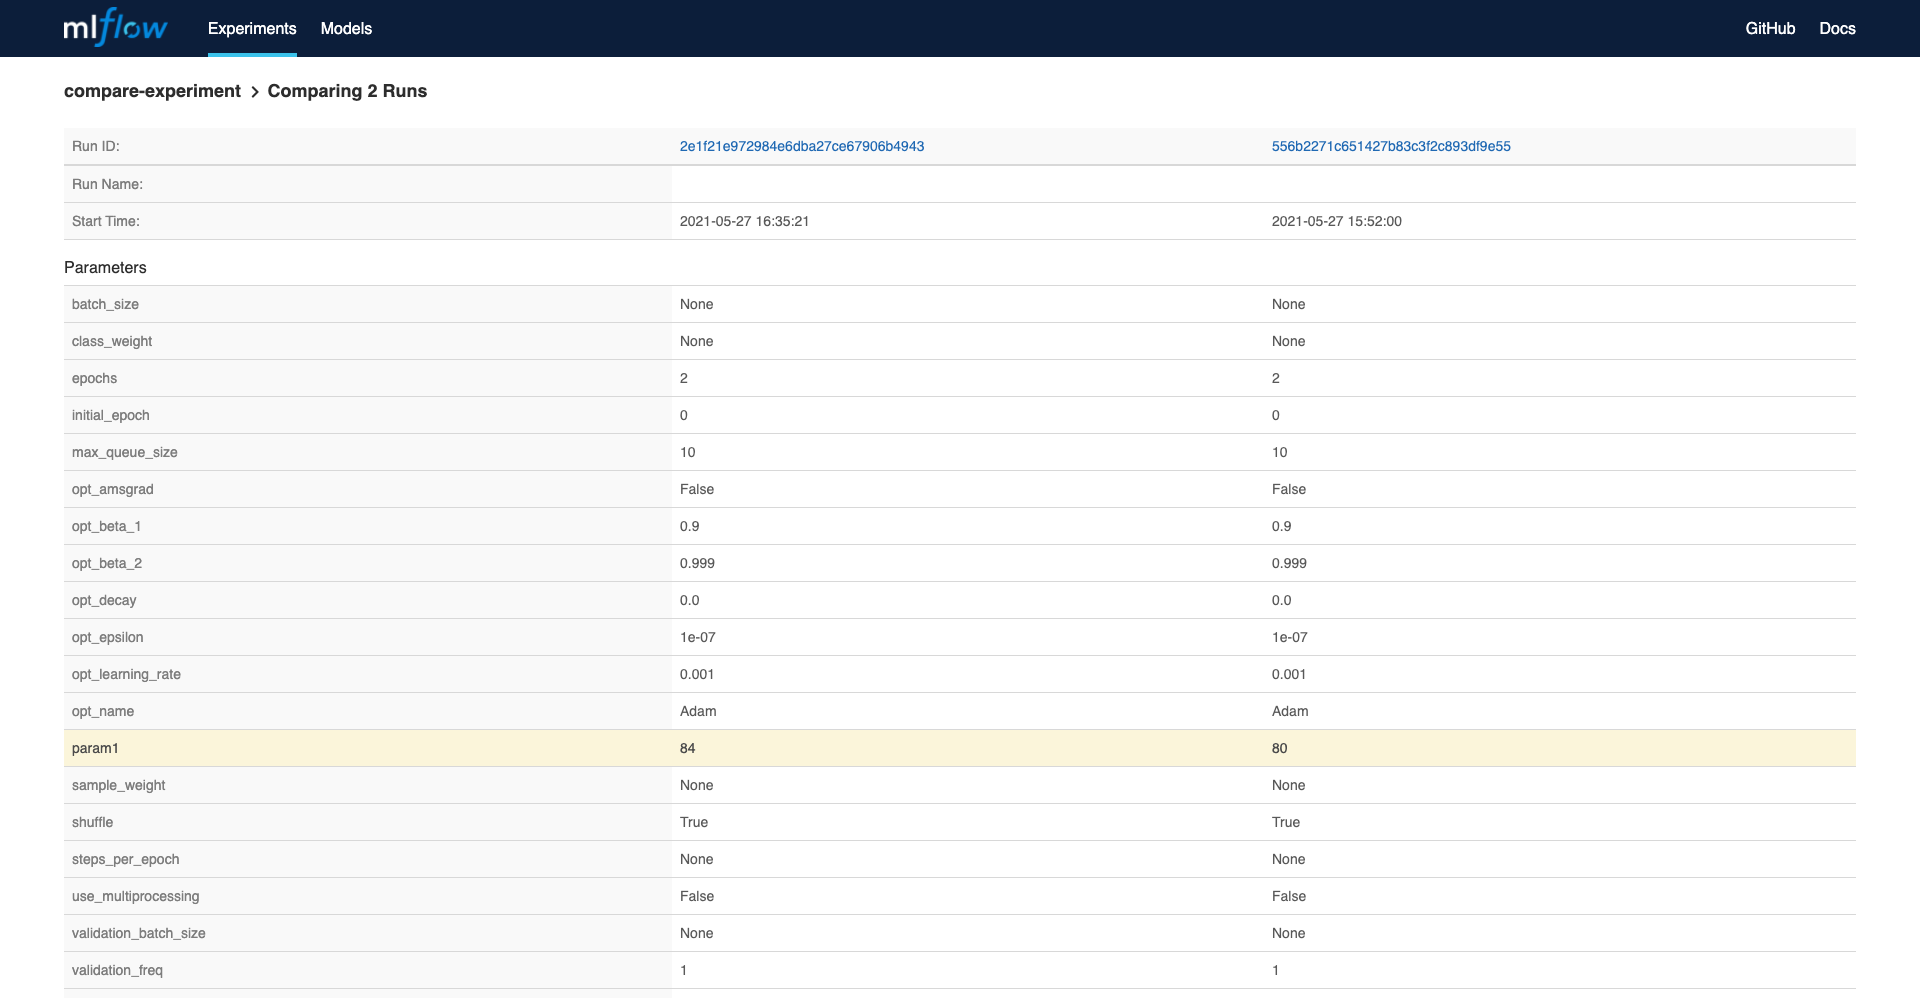 mlflow Experiments Models GitHub Docs
compare-experiment > Comparing 2 Runs
Run ID: 2e1f21e972984e6dba27ce67906b4943 556b2271c651427b83c3f2c893df9e55
Run Name:
Start Time: 2021-05-27 16:35:21 2021-05-27 15:52:00
Parameters
batch_size None None
class_weight None None
epochs 2 2
initial_epoch 0 0
max_queue_size 10 10
opt_amsgrad False False
opt_beta_1 0.9 0.9
opt_beta_2 0.999 0.999
opt_decay 0.0 0.0
opt_epsilon 1e-07 1e-07
opt_learning_rate 0.001 0.001
opt_name Adam Adam
param1 84 80
sample_weight None None
shuffle True True
steps_per_epoch None None
use_multiprocessing False False
validation_batch_size None None
validation_freq 1 1